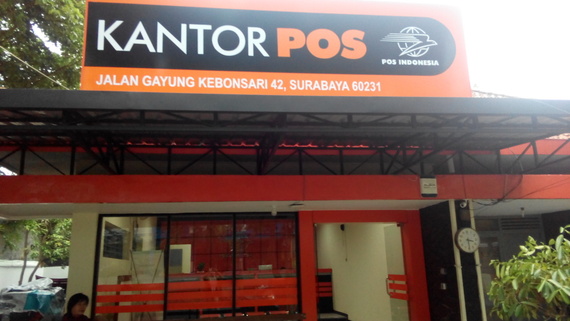 KANTOR POS
POS INDONESIA
JALAN GAYUNG KEBONSARI 42, SURABAYA 60231